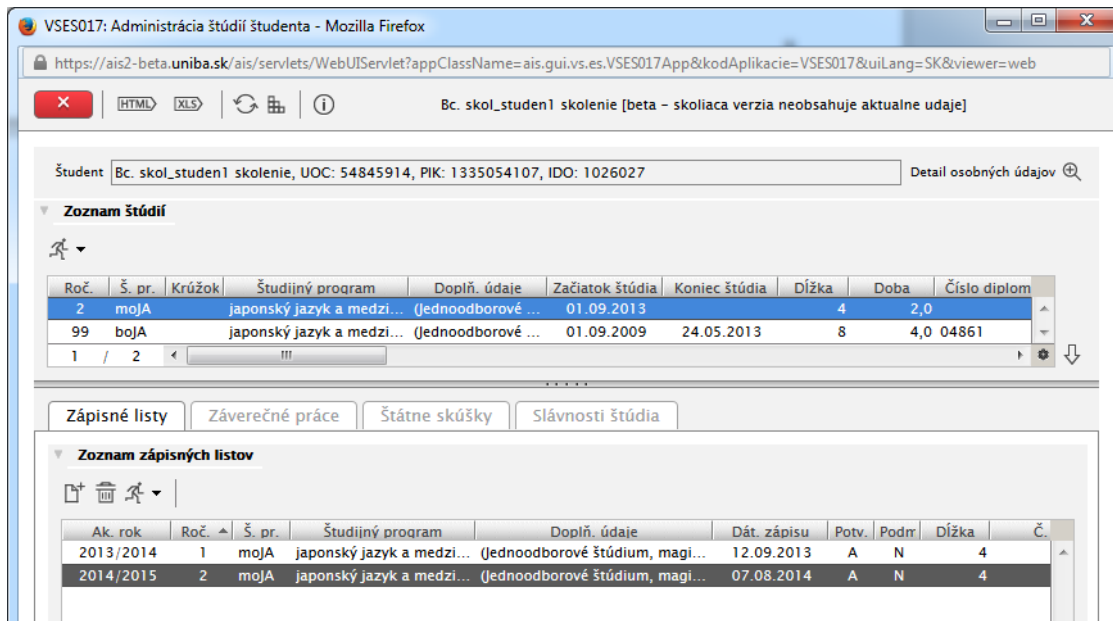 VSES017: Administrácia štúdií študenta - Mozilla Firefox
https://ais2-beta.uniba.sk/ais/servlets/WebUIServlet?appClassName=ais.gui.vs.es.VSES017App&kodAplikacie=VSES017&uiLang=SK&viewer=web
HTML XLS Bc. skol_studen1 skolenie [beta - skoliaca verzia neobsahuje aktualne udaje]
Študent Bc. skol_studen1 skolenie, UOC: 54845914, PIK: 1335054107, IDO: 1026027 Detail osobných údajov
Zoznam štúdií
Roč. Š. pr. Krúžok Študijný program Doplň. údaje Začiatok štúdia Koniec štúdia Dĺžka Doba Číslo diplom
2 moJA japonský jazyk a medzi... (Jednoodborové ... 01.09.2013 4 2,0
99 boJA japonský jazyk a medzi... (Jednoodborové ... 01.09.2009 24.05.2013 8 4,0 04861
1 / 2
Zápisné listy Záverečné práce Štátne skúšky Slávnosti štúdia
Zoznam zápisných listov
Ak. rok Roč. Š. pr. Študijný program Doplň. údaje Dát. zápisu Potv. Podm Dĺžka Č.
2013/2014 1 moJA japonský jazyk a medzi... (Jednoodborové štúdium, magi... 12.09.2013 A N 4
2014/2015 2 moJA japonský jazyk a medzi... (Jednoodborové štúdium, magi... 07.08.2014 A N 4